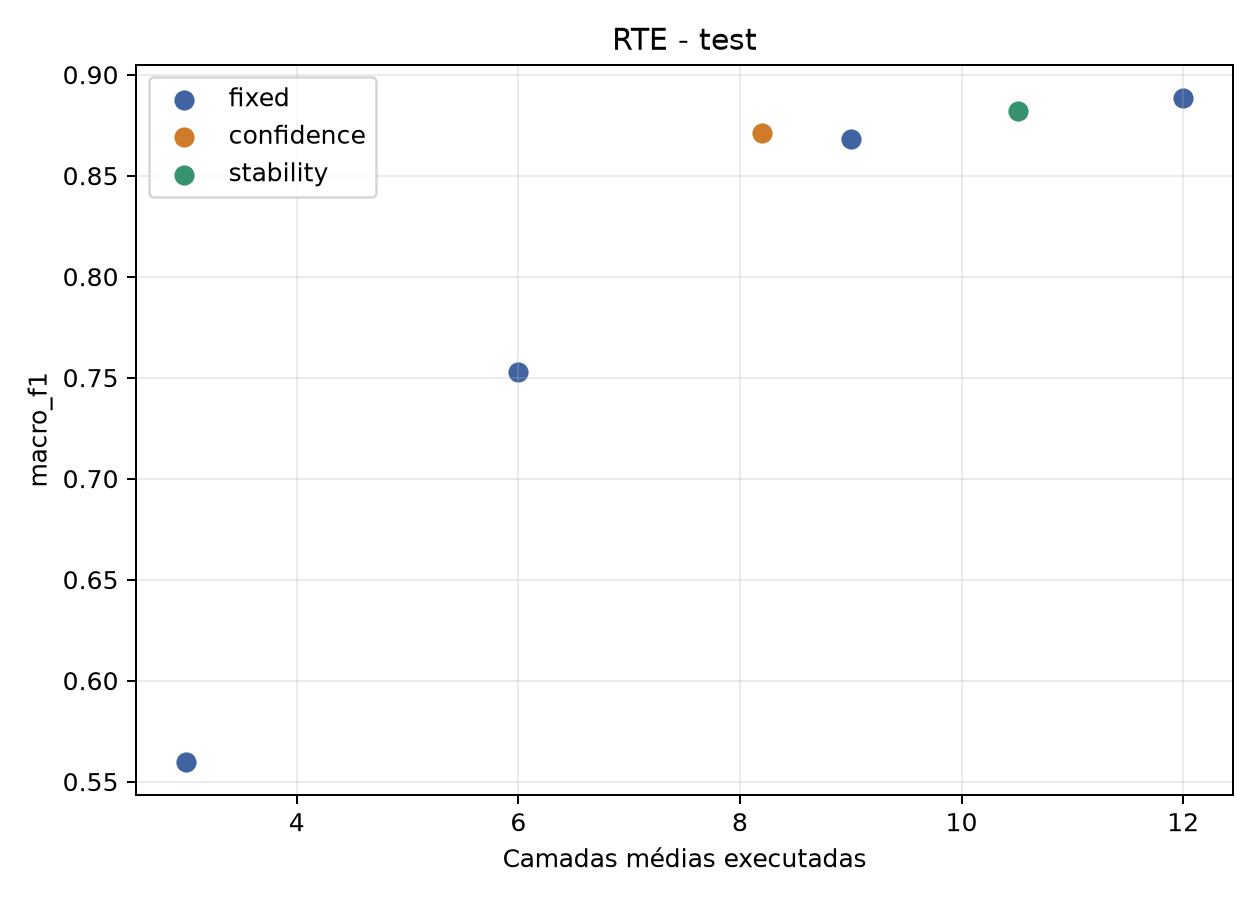 RTE - test
fixed
confidence
stability
macro_f1
0.90
0.85
0.80
0.75
0.70
0.65
0.60
0.55
4 6 8 10 12
Camadas médias executadas